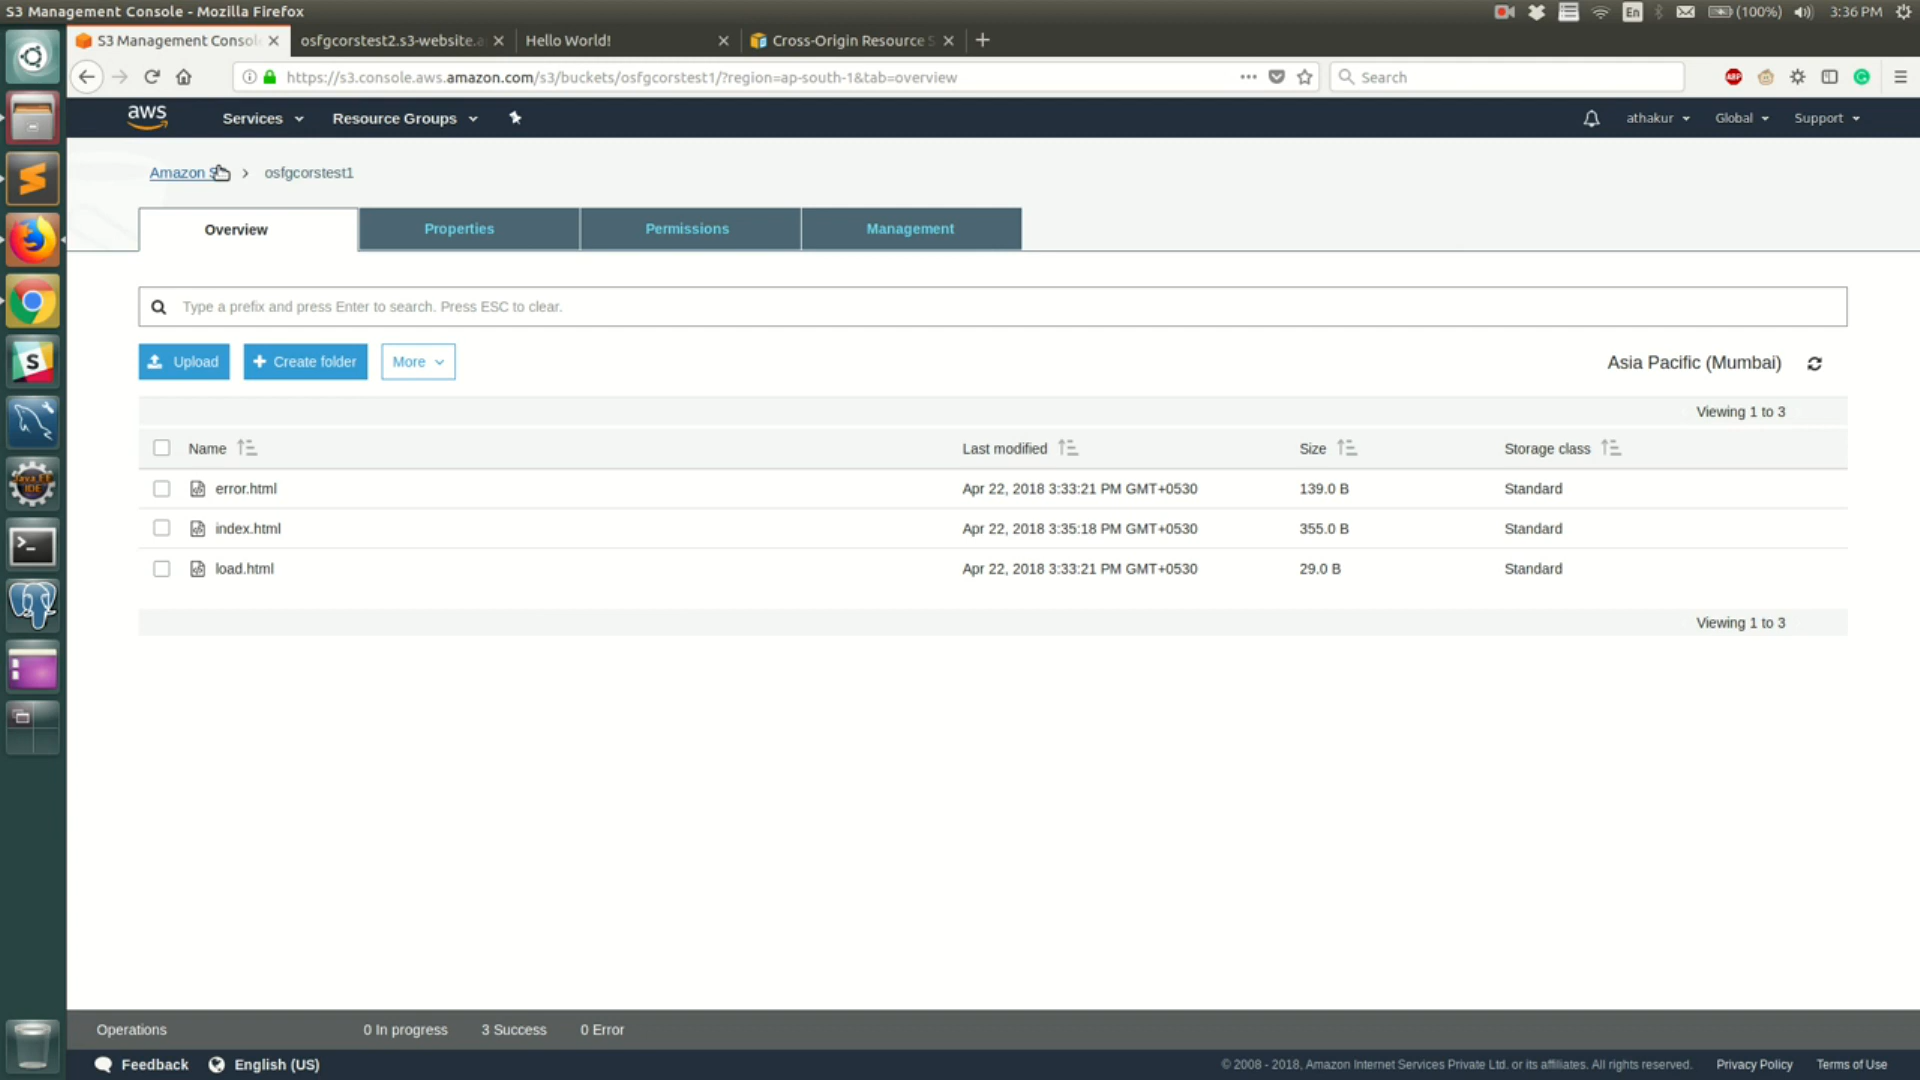 S3 Management Console - Mozilla Firefox
En
(100%)
3:36 PM
S3 Management Consol
osfgcorstest2.s3-website.a
Hello World!
Cross-Origin Resource S
https://s3.console.aws.amazon.com/s3/buckets/osfgcorstest1/?region=ap-south-1&tab=overview
Search
ABP
aws
Services
Resource Groups
athakur
Global
Support
Amazon
osfgcorstest1
Overview
Properties
Permissions
Management
Type a prefix and press Enter to search. Press ESC to clear.
Upload
Create folder
More
Asia Pacific (Mumbai)
Viewing 1 to 3
Name
Last modified
Size
Storage class
error.html
Apr 22, 2018 3:33:21 PM GMT+0530
139.0 B
Standard
index.html
Apr 22, 2018 3:35:18 PM GMT+0530
355.0 B
Standard
load.html
Apr 22, 2018 3:33:21 PM GMT+0530
29.0 B
Standard
Viewing 1 to 3
Operations
0 In progress
3 Success
0 Error
Feedback
English (US)
© 2008 - 2018, Amazon Internet Services Private Ltd. or its affiliates. All rights reserved.
Privacy Policy
Terms of Use
S
Java EE
IDE